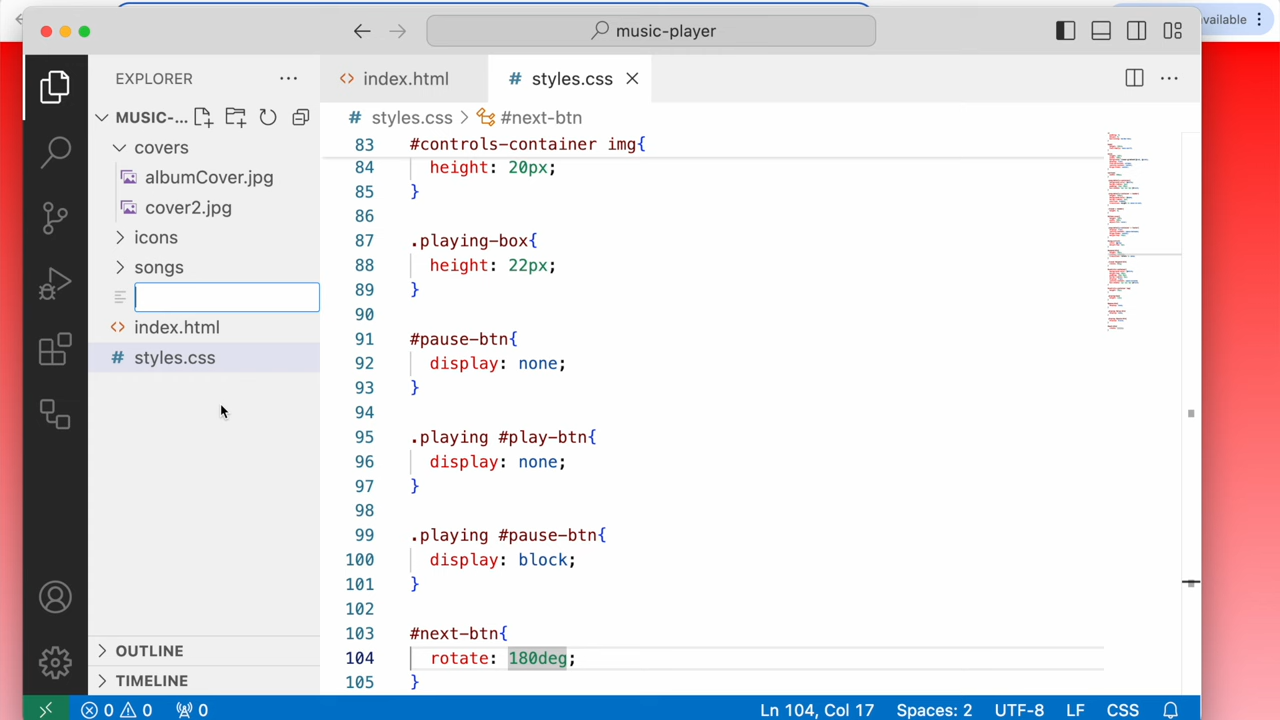 vailable
music-player
EXPLORER
index.html
styles.css
MUSIC-...
styles.css
#next-btn
covers
albumCover.jpg
cover2.jpg
icons
songs
index.html
styles.css
83 #controls-container img{
84 height: 20px;
85 }
86
87 .playing-box{
88 height: 22px;
89 }
90
91 #pause-btn{
92 display: none;
93 }
94
95 .playing #play-btn{
96 display: none;
97 }
98
99 .playing #pause-btn{
100 display: block;
101 }
102
103 #next-btn{
104 rotate: 180deg;
105 }
OUTLINE
TIMELINE
0 0 0 Ln 104, Col 17 Spaces: 2 UTF-8 LF CSS